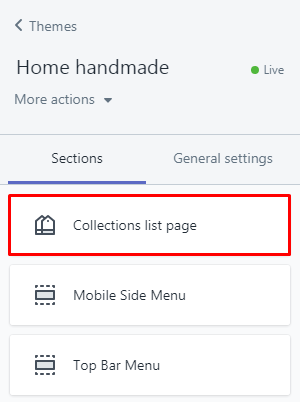 Themes
Home handmade
Live
More actions
Sections
General settings
Collections list page
Mobile Side Menu
Top Bar Menu